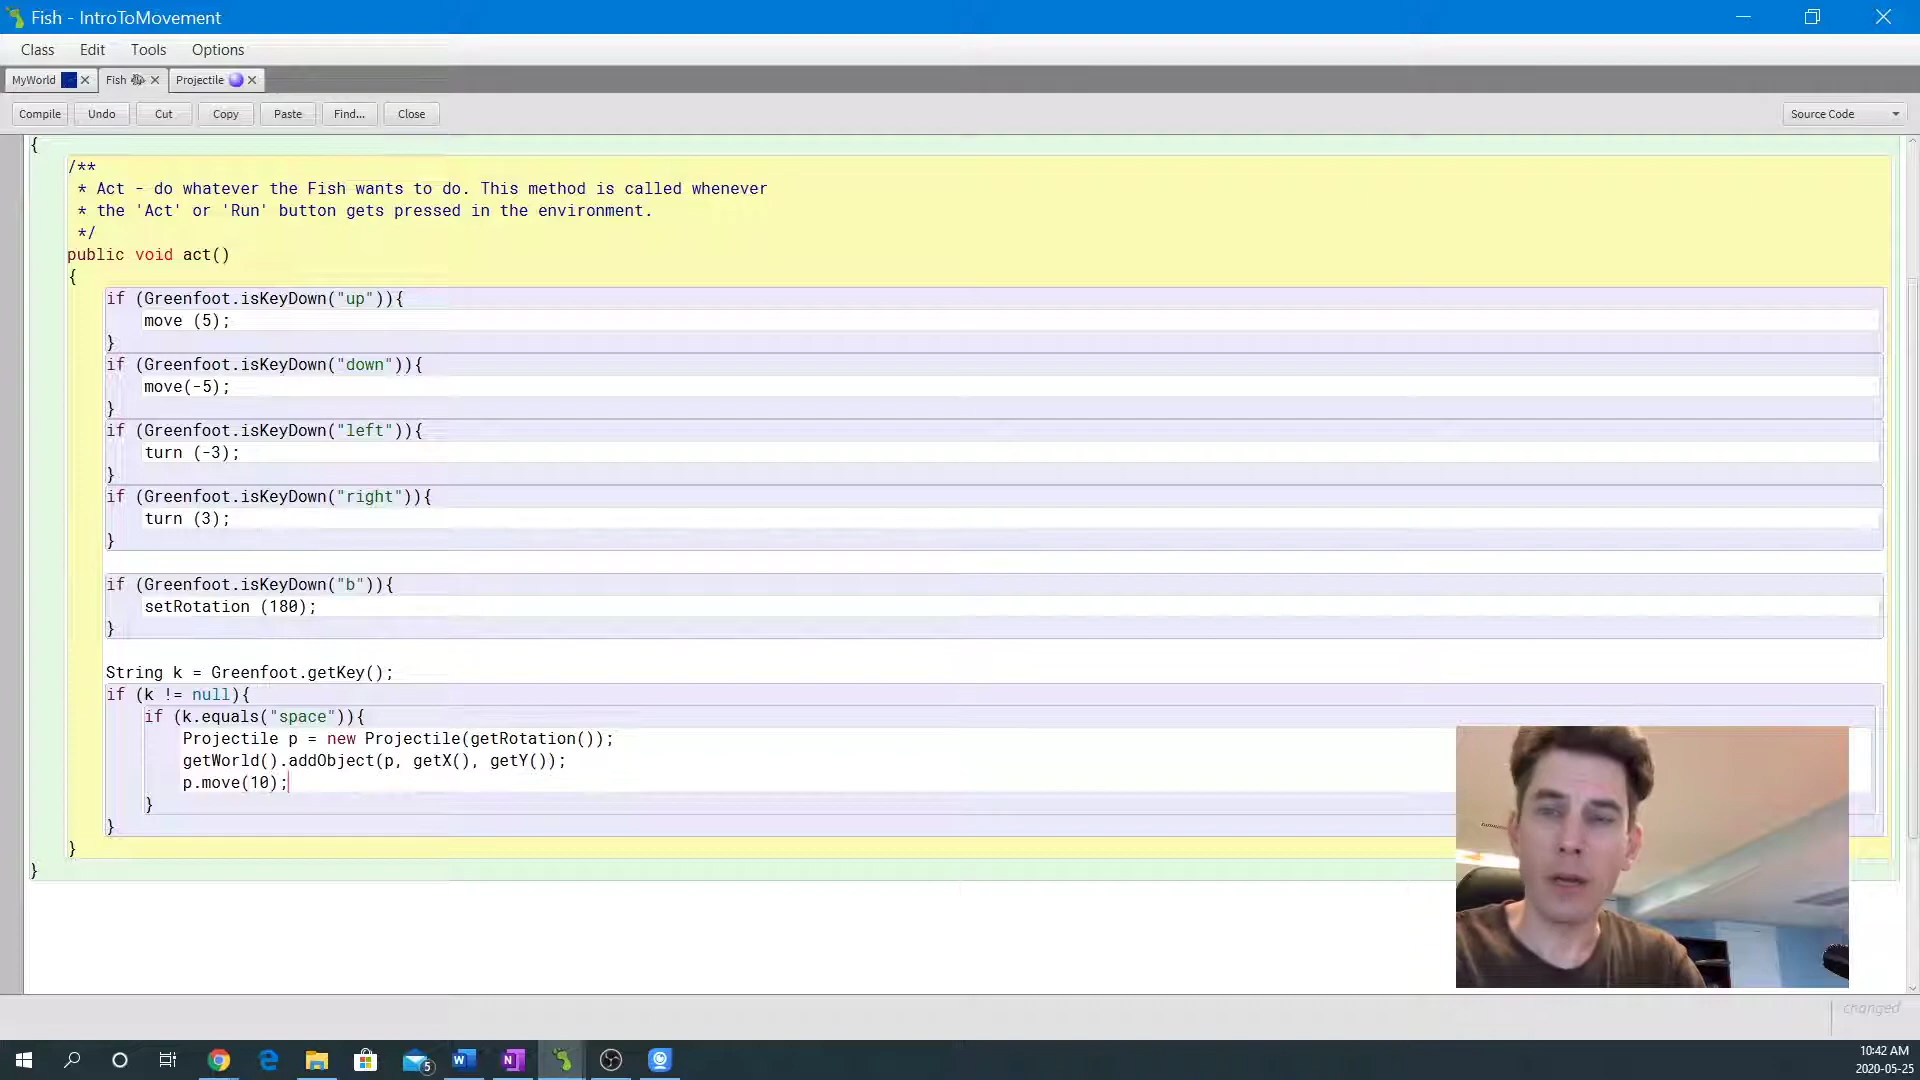 Fish - IntroToMovement
Class Edit Tools Options
MyWorld Fish Projectile
Compile Undo Cut Copy Paste Find... Close Source Code
{
/**
* Act - do whatever the Fish wants to do. This method is called whenever
* the 'Act' or 'Run' button gets pressed in the environment.
*/
public void act()
{
if (Greenfoot.isKeyDown("up")){
move (5);
}
if (Greenfoot.isKeyDown("down")){
move(-5);
}
if (Greenfoot.isKeyDown("left")){
turn (-3);
}
if (Greenfoot.isKeyDown("right")){
turn (3);
}
if (Greenfoot.isKeyDown("b")){
setRotation (180);
}
String k = Greenfoot.getKey();
if (k != null){
if (k.equals("space")){
Projectile p = new Projectile(getRotation());
getWorld().addObject(p, getX(), getY());
p.move(10);
}
}
}
}
changed
5
10:42 AM
2020-05-25